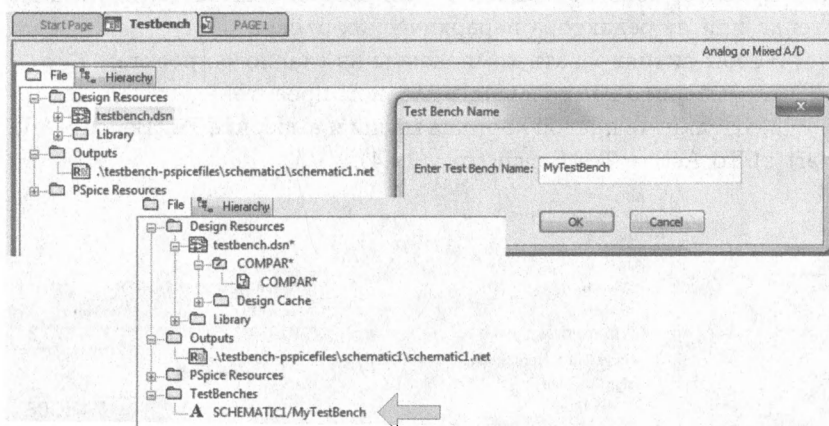 Start Page Testbench PAGE1
Analog or Mixed A/D
File Hierarchy
Design Resources
testbench.dsn
Library
Outputs
.\testbench-pspicefiles\schematic1\schematic1.net
PSpice Resources
Test Bench Name
Enter Test Bench Name: MyTestBench
OK Cancel
File Hierarchy
Design Resources
testbench.dsn*
COMPAR*
COMPAR*
Design Cache
Library
Outputs
.\testbench-pspicefiles\schematic1\schematic1.net
PSpice Resources
TestBenches
A SCHEMATIC1/MyTestBench